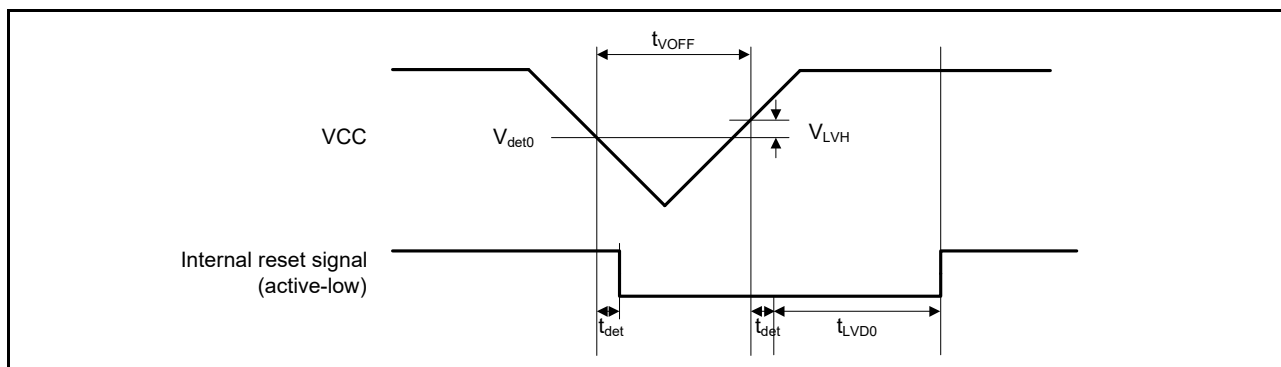 tVOFF
VCC
Vdet0
VLVH
Internal reset signal
(active-low)
tdet
tdet
tLVD0